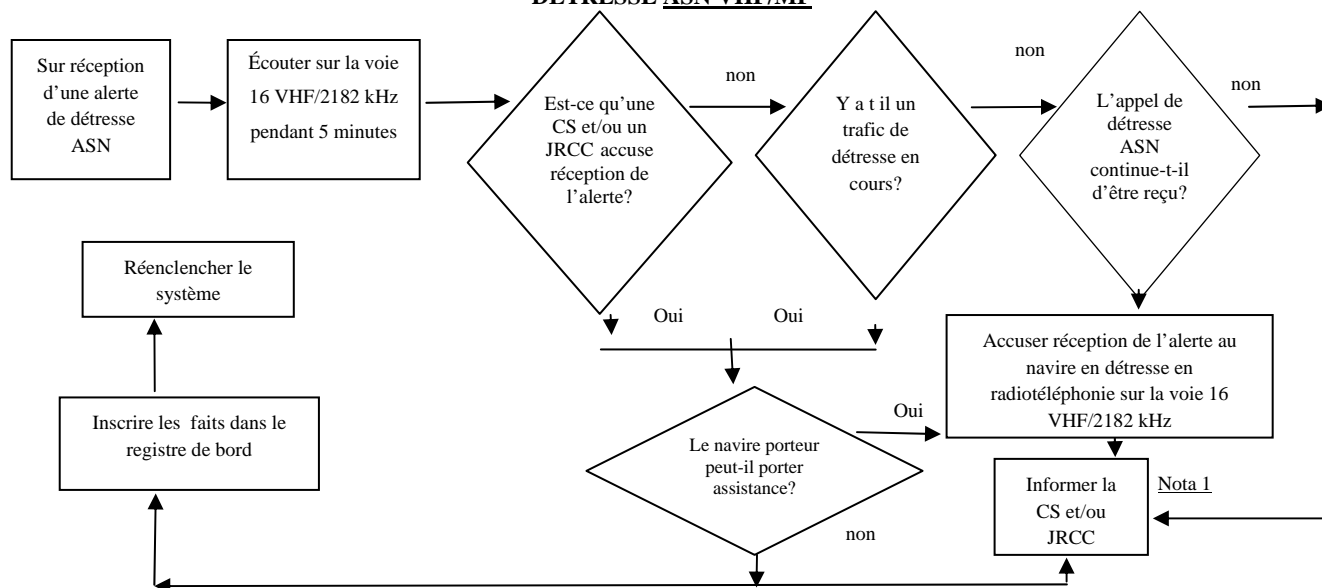 DÉTRESSE ASN VHF/MF
Sur réception
d’une alerte
de détresse
ASN
Écouter sur la voie
16 VHF/2182 kHz
pendant 5 minutes
Est-ce qu’une
CS et/ou un
JRCC accuse
réception de
l’alerte?
non
Y a t il un
trafic de
détresse en
cours?
non
L’appel de
détresse
ASN
continue-t-il
d’être reçu?
non
Réenclencher le
système
Oui
Oui
Accuser réception de l’alerte au
navire en détresse en
radiotéléphonie sur la voie 16
VHF/2182 kHz
Inscrire les faits dans le
registre de bord
Oui
Le navire porteur
peut-il porter
assistance?
non
Informer la
CS et/ou
JRCC
Nota 1